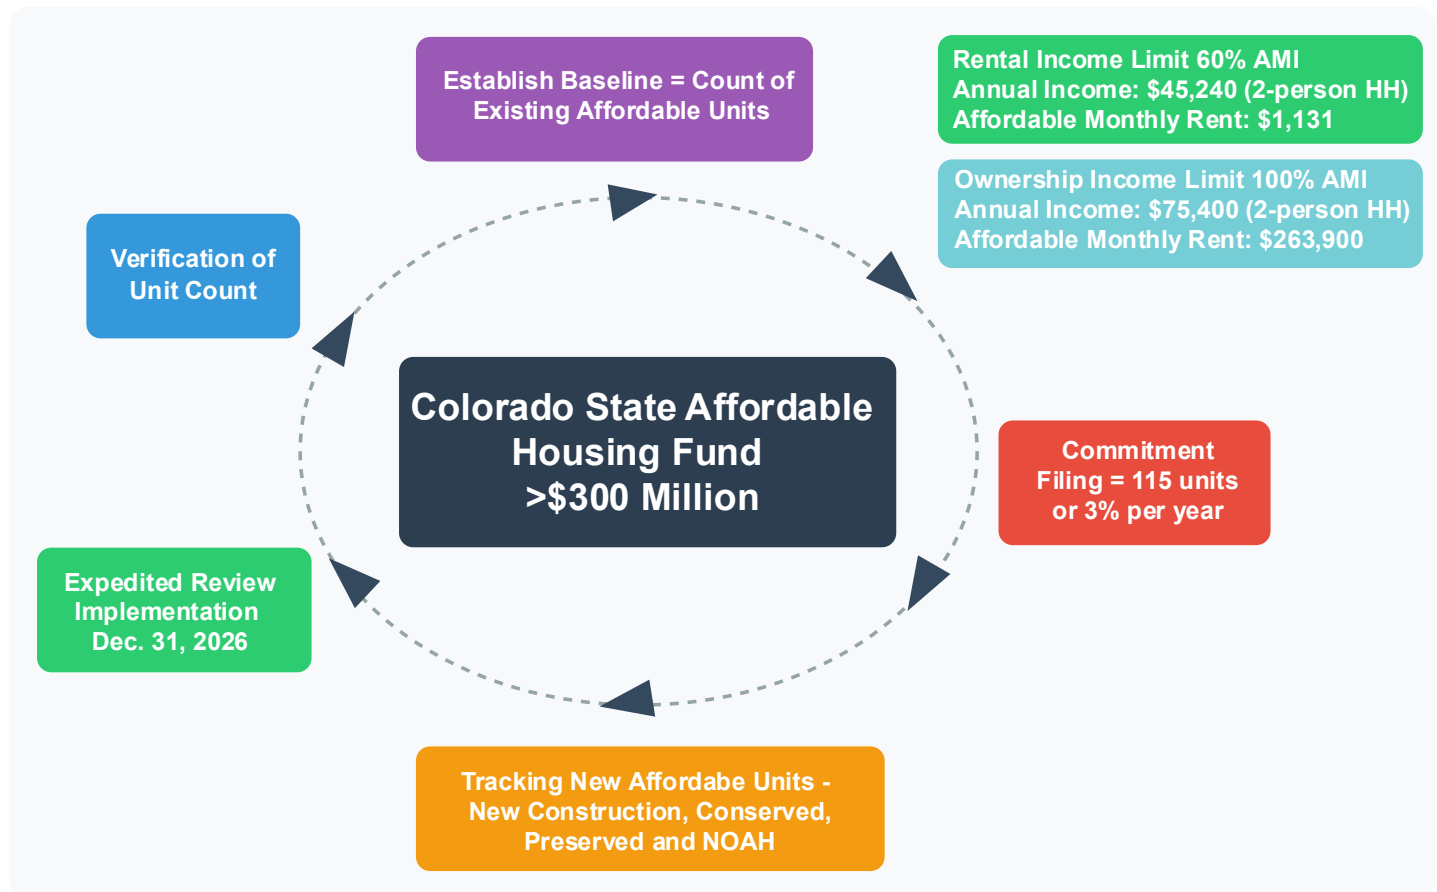 Establish Baseline = Count of
Existing Affordable Units
Rental Income Limit 60% AMI
Annual Income: $45,240 (2-person HH)
Affordable Monthly Rent: $1,131
Ownership Income Limit 100% AMI
Annual Income: $75,400 (2-person HH)
Affordable Monthly Rent: $263,900
Verification of
Unit Count
Colorado State Affordable
Housing Fund
>$300 Million
Commitment
Filing = 115 units
or 3% per year
Expedited Review
Implementation
Dec. 31, 2026
Tracking New Affordabe Units -
New Construction, Conserved,
Preserved and NOAH